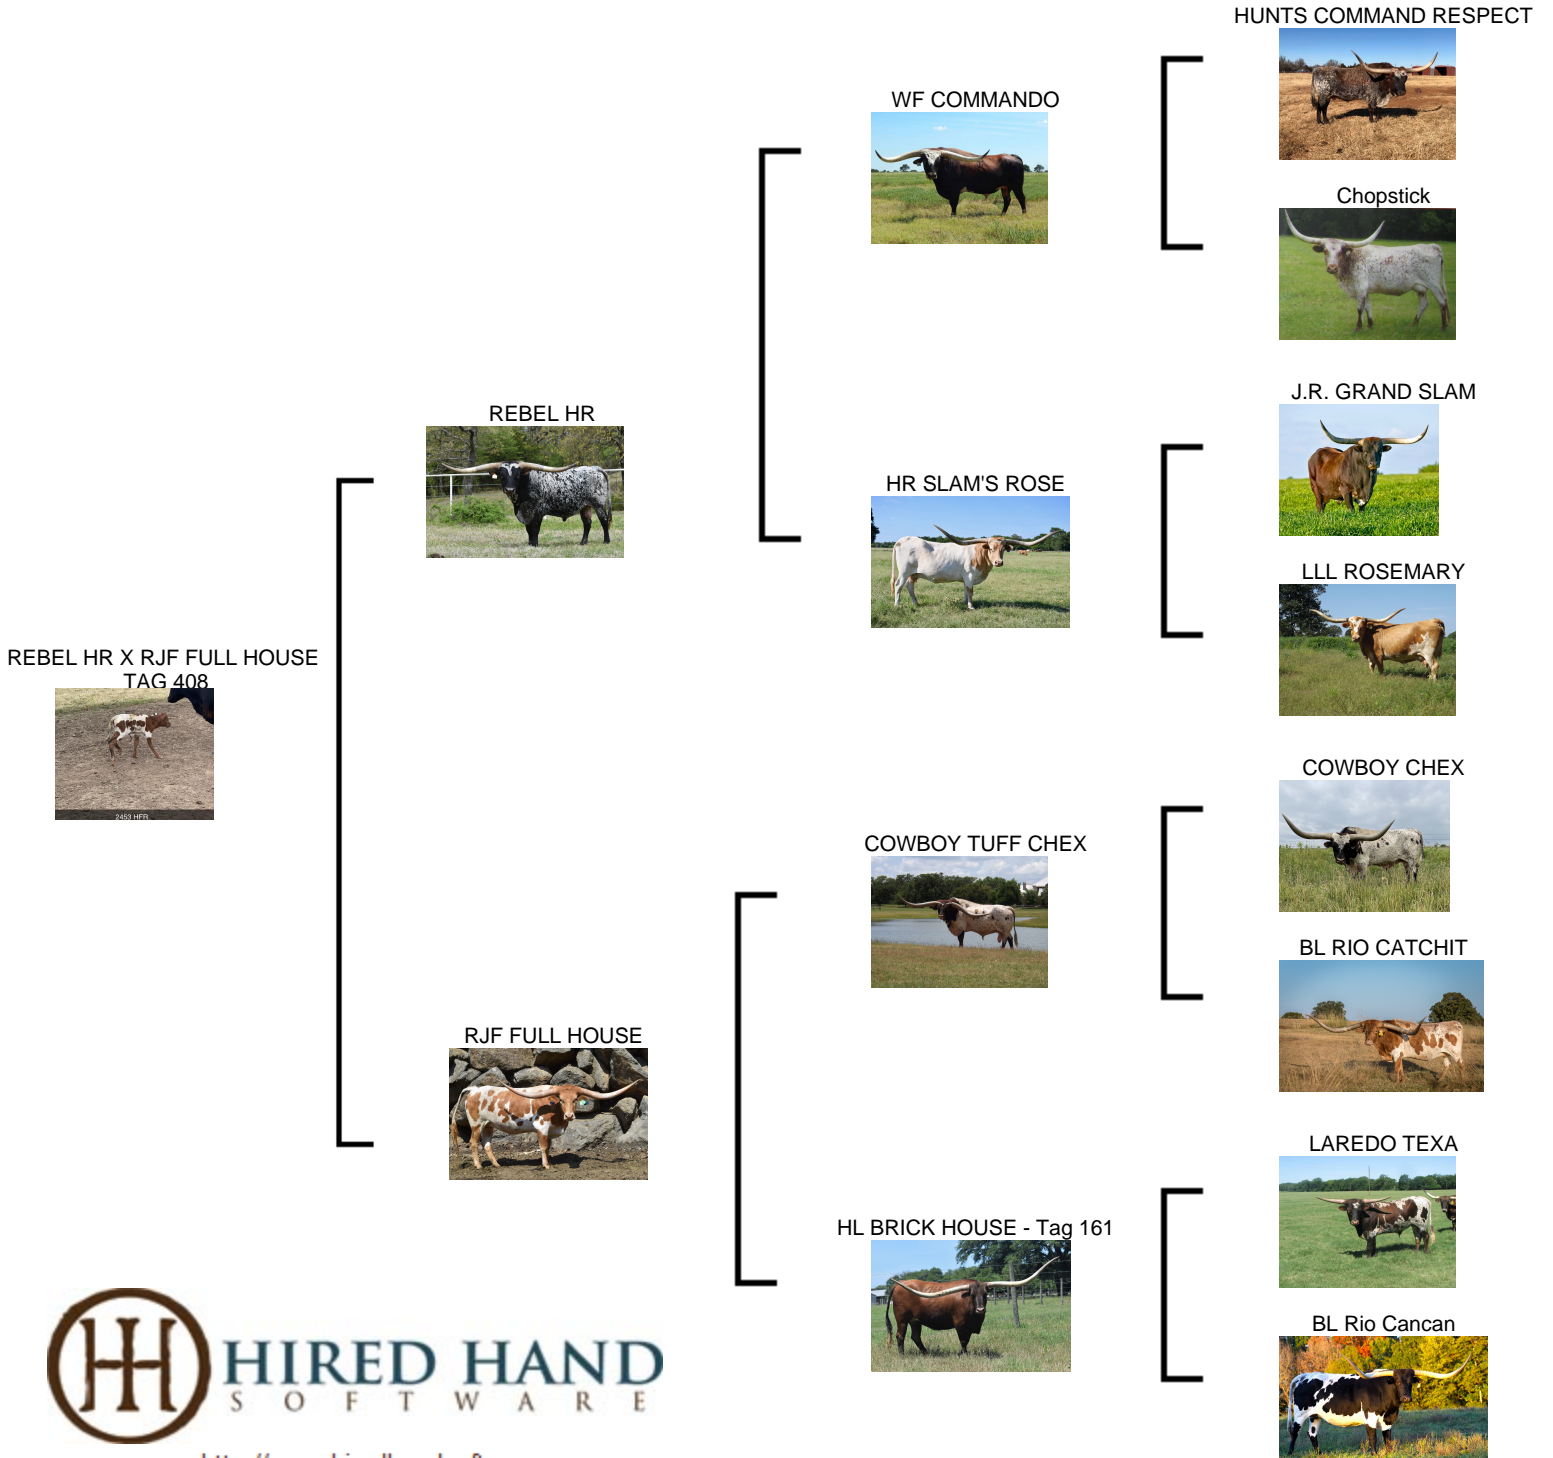 HUNTS COMMAND RESPECT
WF COMMANDO
Chopstick
J.R. GRAND SLAM
REBEL HR
HR SLAM'S ROSE
LLL ROSEMARY
REBEL HR X RJF FULL HOUSE
TAG 408
2453 HFR
COWBOY CHEX
COWBOY TUFF CHEX
BL RIO CATCHIT
RJF FULL HOUSE
LAREDO TEXA
HL BRICK HOUSE - Tag 161
BL Rio Cancan
HIRED HAND
SOFTWARE